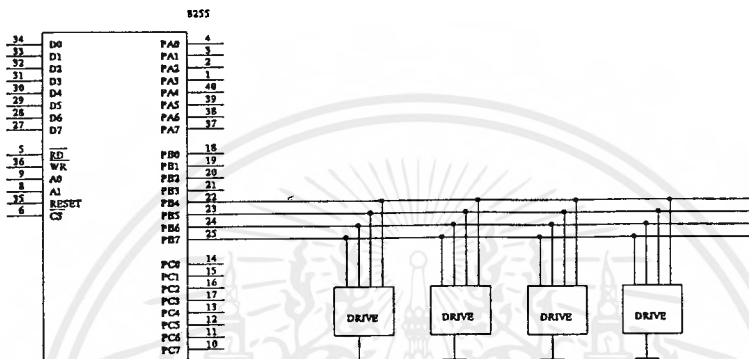 8255
34 D0 PA0 4
33 D1 PA1 3
32 D2 PA2 2
31 D3 PA3 1
30 D4 PA4 40
29 D5 PA5 39
28 D6 PA6 38
27 D7 PA7 37
5 RD PB0 18
36 WR PB1 19
9 A0 PB2 20
8 A1 PB3 21
35 RESET PB4 22
6 CS PB5 23
PB6 24
PB7 25
PC0 14
PC1 15
PC2 16
PC3 17
PC4 13
PC5 12
PC6 11
PC7 10
DRIVE DRIVE DRIVE DRIVE